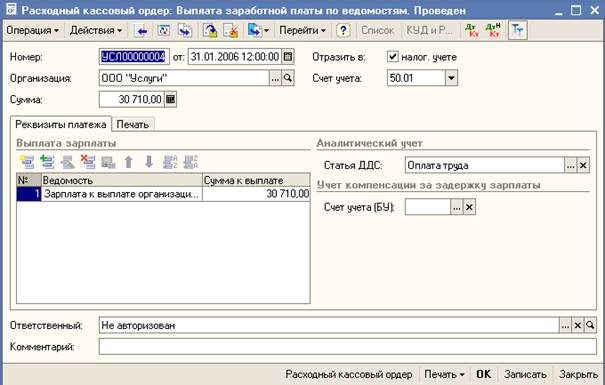 Расходный кассовый ордер: Выплата заработной платы по ведомостям. Проведен
Операция Действия Перейти ? Список КУД и Р... Дт Кт Дт Н Кт Тт
Номер: УСЛ00000004 от: 31.01.2006 12:00:00 Отразить в: налог. учете
Организация: ООО "Услуги" ... Счет учета: 50.01
Сумма: 30 710,00
Реквизиты платежа Печать
Выплата зарплаты Аналитический учет
Статья ДДС: Оплата труда ...
№ Ведомость Сумма к выплате
1 Зарплата к выплате организаци... 30 710,00
Учет компенсации за задержку зарплаты
Счет учета (БУ): ...
Ответственный: Не авторизован ...
Комментарий:
Расходный кассовый ордер Печать OK Записать Закрыть